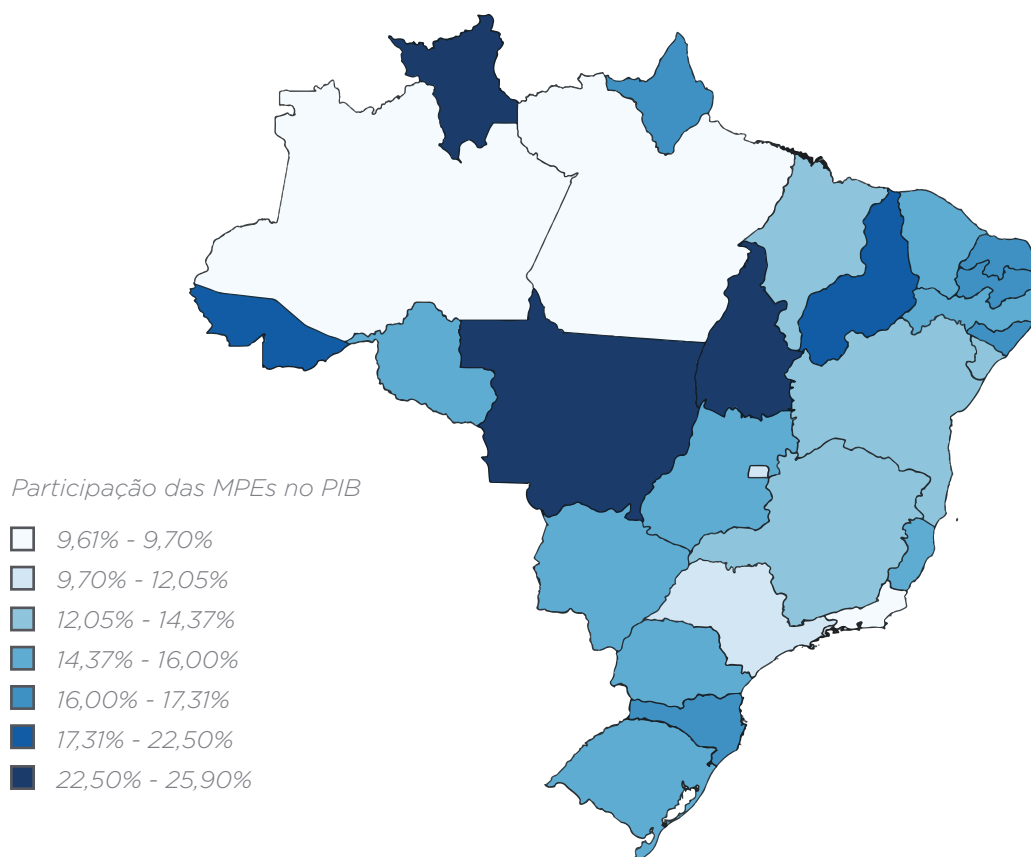 Participação das MPEs no PIB
9,61% - 9,70%
9,70% - 12,05%
12,05% - 14,37%
14,37% - 16,00%
16,00% - 17,31%
17,31% - 22,50%
22,50% - 25,90%